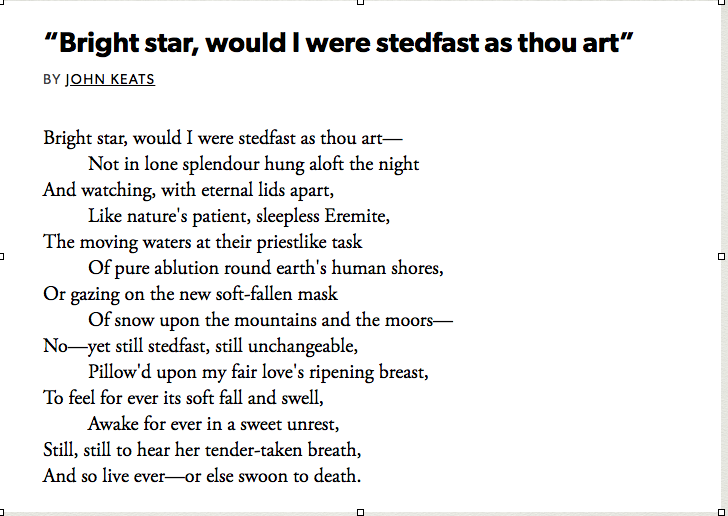 “Bright star, would I were stedfast as thou art”
BY JOHN KEATS
Bright star, would I were stedfast as thou art—
Not in lone splendour hung aloft the night
And watching, with eternal lids apart,
Like nature's patient, sleepless Eremite,
The moving waters at their priestlike task
Of pure ablution round earth's human shores,
Or gazing on the new soft-fallen mask
Of snow upon the mountains and the moors—
No—yet still stedfast, still unchangeable,
Pillow'd upon my fair love's ripening breast,
To feel for ever its soft fall and swell,
Awake for ever in a sweet unrest,
Still, still to hear her tender-taken breath,
And so live ever—or else swoon to death.